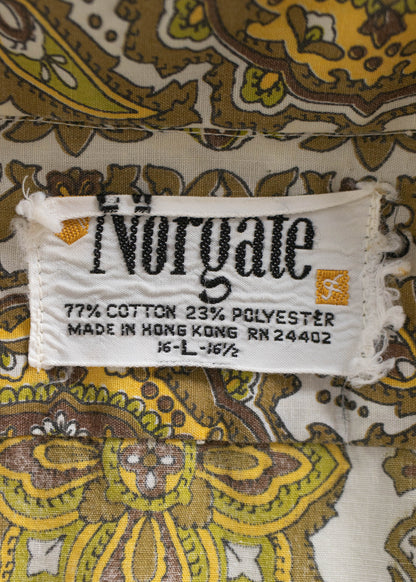 Norgate
77% COTTON 23% POLYESTER
MADE IN HONG KONG RN 24402
16-L-16½